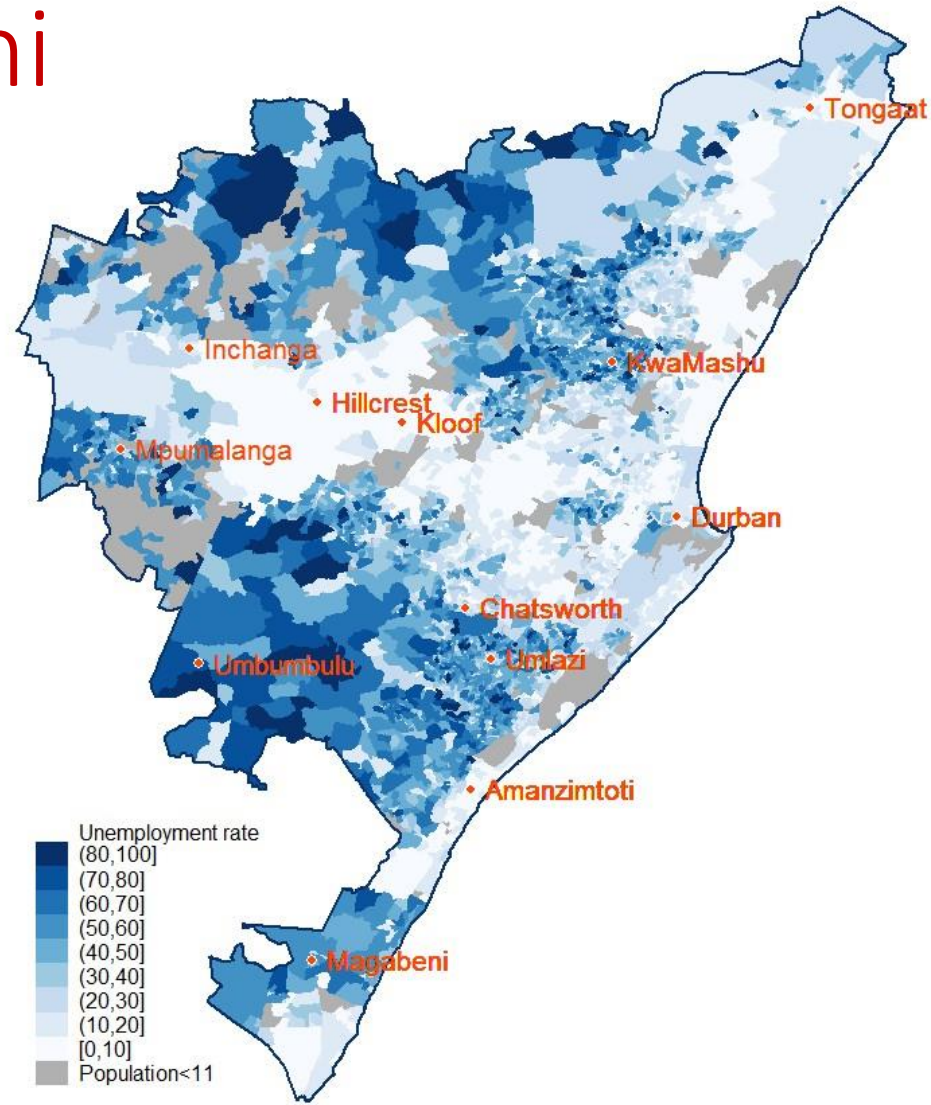 ni
Tongaat
Inchanga
KwaMashu
Hillcrest
Kloof
Mpumalanga
Durban
Chatsworth
Umlazi
Umbumbulu
Amanzimtoti
Magabeni
Unemployment rate
(80,100]
(70,80]
(60,70]
(50,60]
(40,50]
(30,40]
(20,30]
(10,20]
[0,10]
Population<11